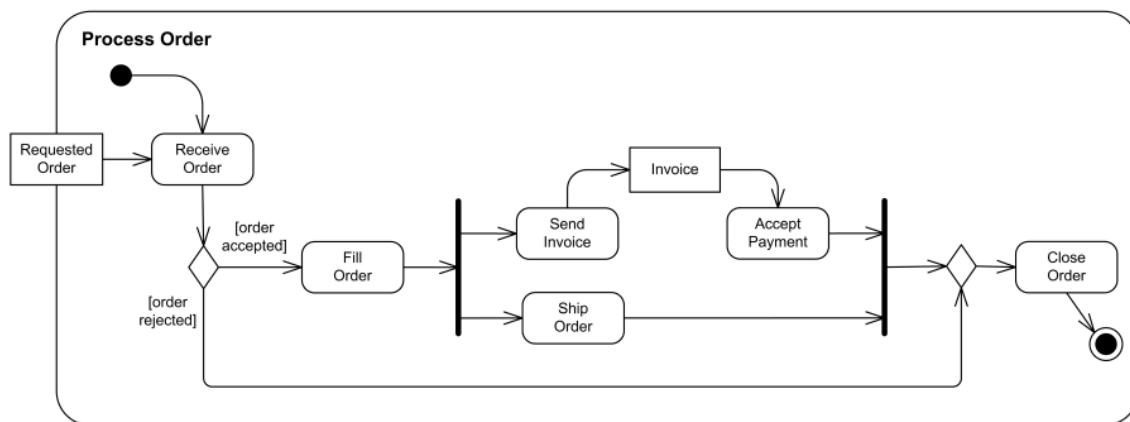 Process Order
Requested
Order
Receive
Order
[order
accepted]
[order
rejected]
Fill
Order
Send
Invoice
Invoice
Accept
Payment
Ship
Order
Close
Order